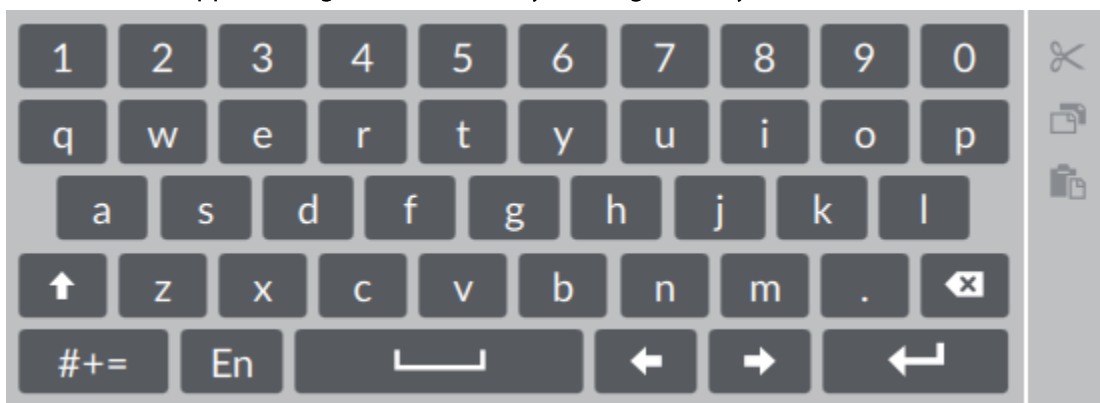 1 2 3 4 5 6 7 8 9 0
q w e r t y u i o p
a s d f g h j k l
z x c v b n m .
#+= En